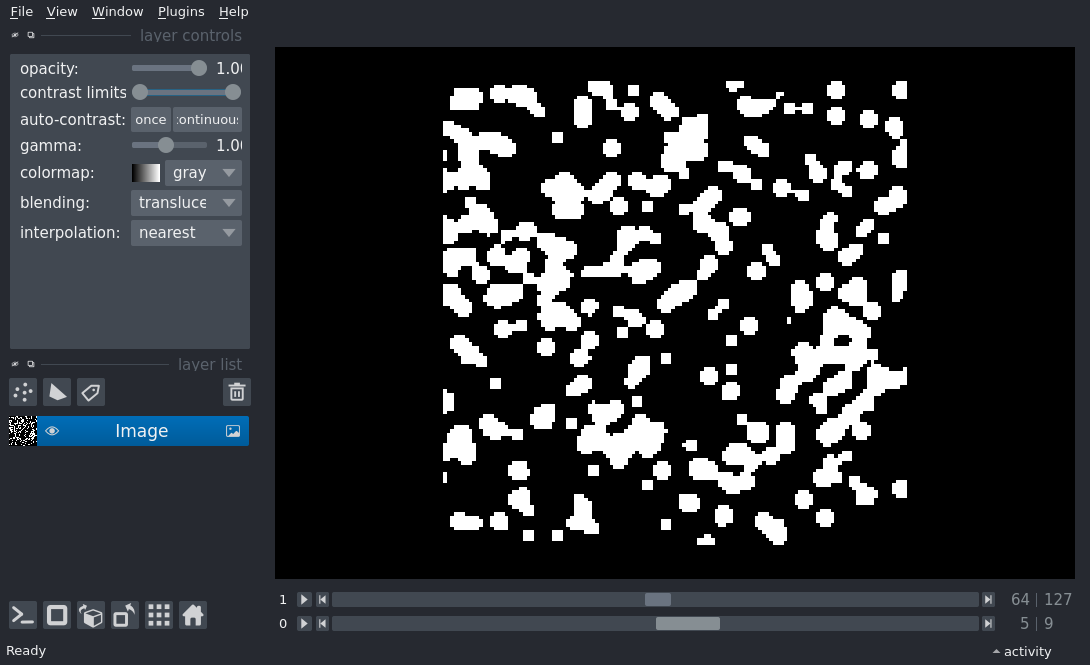 File View Window Plugins Help
layer controls
opacity: 1.00
contrast limits
auto-contrast: once continuous
gamma: 1.00
colormap: gray
blending: transluce
interpolation: nearest
layer list
Image
1 64 | 127
0 5 | 9
Ready activity